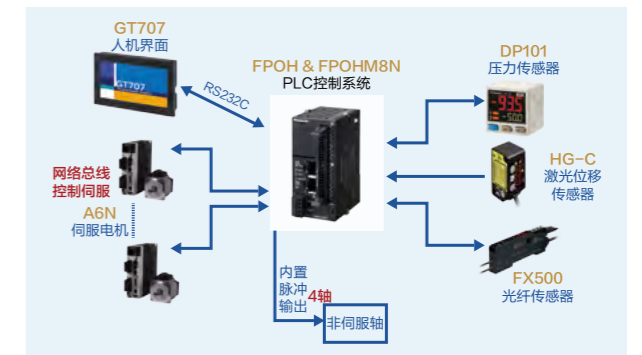 GT707
人机界面
GT707
RS232C
FPOH & FPOHM8N
PLC控制系统
DP101
压力传感器
-935
-500
网络总线
控制伺服
A6N
伺服电机
HG-C
激光位移
传感器
FX500
光纤传感器
内置
脉冲
输出
4轴
非伺服轴